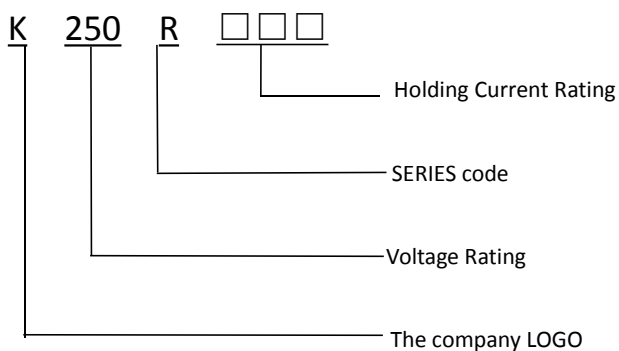 K 250 R □□□
Holding Current Rating
SERIES code
Voltage Rating
The company LOGO